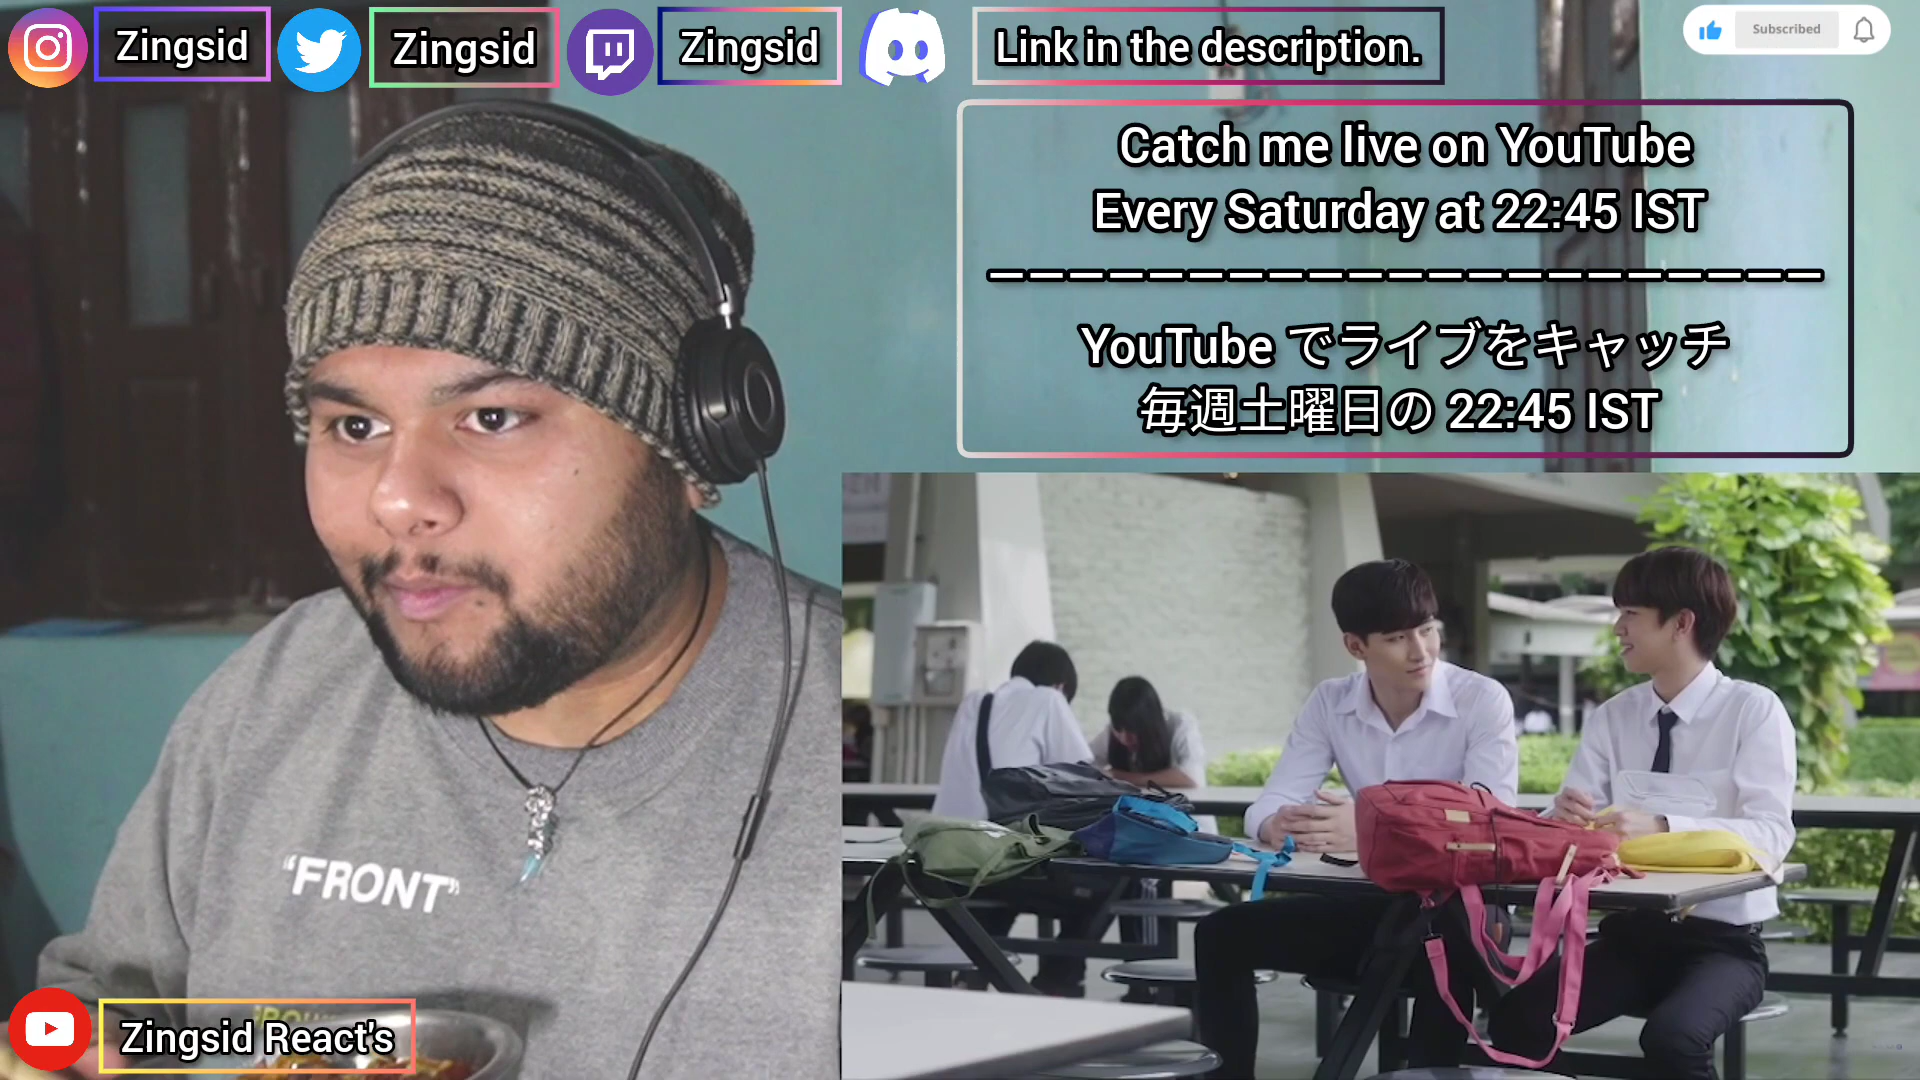 Zingsid
Zingsid
Zingsid
Link in the description.
Subscribed
Catch me live on YouTube
Every Saturday at 22:45 IST
YouTube でライブをキャッチ
毎週土曜日の 22:45 IST
“FRONT”
Zingsid React's